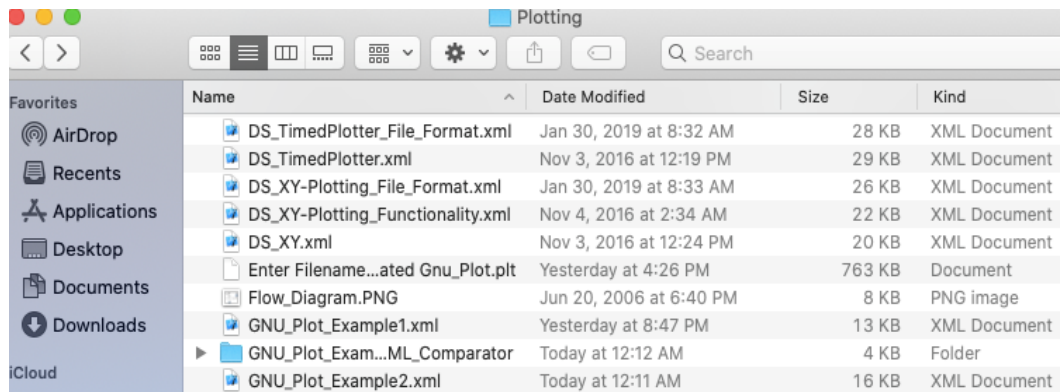 Plotting
Search
Favorites
AirDrop
Recents
Applications
Desktop
Documents
Downloads
iCloud
Name Date Modified Size Kind
DS_TimedPlotter_File_Format.xml Jan 30, 2019 at 8:32 AM 28 KB XML Document
DS_TimedPlotter.xml Nov 3, 2016 at 12:19 PM 29 KB XML Document
DS_XY-Plotting_File_Format.xml Jan 30, 2019 at 8:33 AM 26 KB XML Document
DS_XY-Plotting_Functionality.xml Nov 4, 2016 at 2:34 AM 22 KB XML Document
DS_XY.xml Nov 3, 2016 at 12:24 PM 20 KB XML Document
Enter Filename...ated Gnu_Plot.plt Yesterday at 4:26 PM 763 KB Document
Flow_Diagram.PNG Jun 20, 2006 at 6:40 PM 8 KB PNG image
GNU_Plot_Example1.xml Yesterday at 8:47 PM 13 KB XML Document
GNU_Plot_Exam...ML_Comparator Today at 12:12 AM 4 KB Folder
GNU_Plot_Example2.xml Today at 12:11 AM 16 KB XML Document